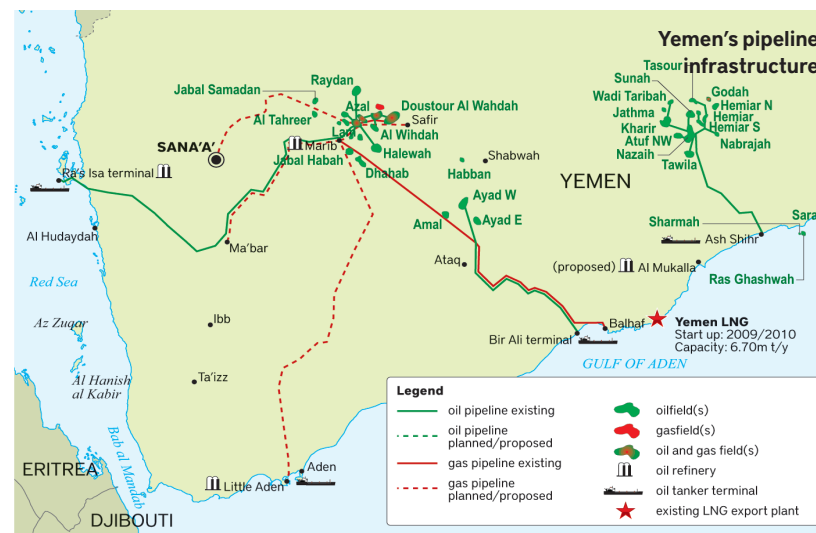 Yemen's pipeline
infrastructure
Tasour
Sunah
Wadi Taribah
Godah
Jathma
Hemiar N
Hemiar
Kharir
Hemiar S
Atuf NW
Nabrajah
Nazaih
Tawila
Raydan
Jabal Samadan
Azal
Doustour Al Wahdah
Al Tahreer
Safir
Lam
Al Wihdah
SANA'A'
Marib
Halewah
Jabal Habah
Shabwah
Dhahab
Habban
Ra's Isa terminal
YEMEN
Ayad W
Amal
Ayad E
Sharmah
Sara
Al Hudaydah
Ash Shihr
Ma'bar
Ataq
(proposed)
Al Mukalla
Ras Ghashwah
Red Sea
Az Zuqar
Ibb
Balhaf
Yemen LNG
Start up: 2009/2010
Capacity: 6.70m t/y
Bir Ali terminal
GULF OF ADEN
Al Hanish
al Kabir
Ta'izz
Bab al Mandab
ERITREA
Aden
Little Aden
DJIBOUTI
Legend
oil pipeline existing
oil pipeline
planned/proposed
gas pipeline existing
gas pipeline
planned/proposed
oilfield(s)
gasfield(s)
oil and gas field(s)
oil refinery
oil tanker terminal
existing LNG export plant